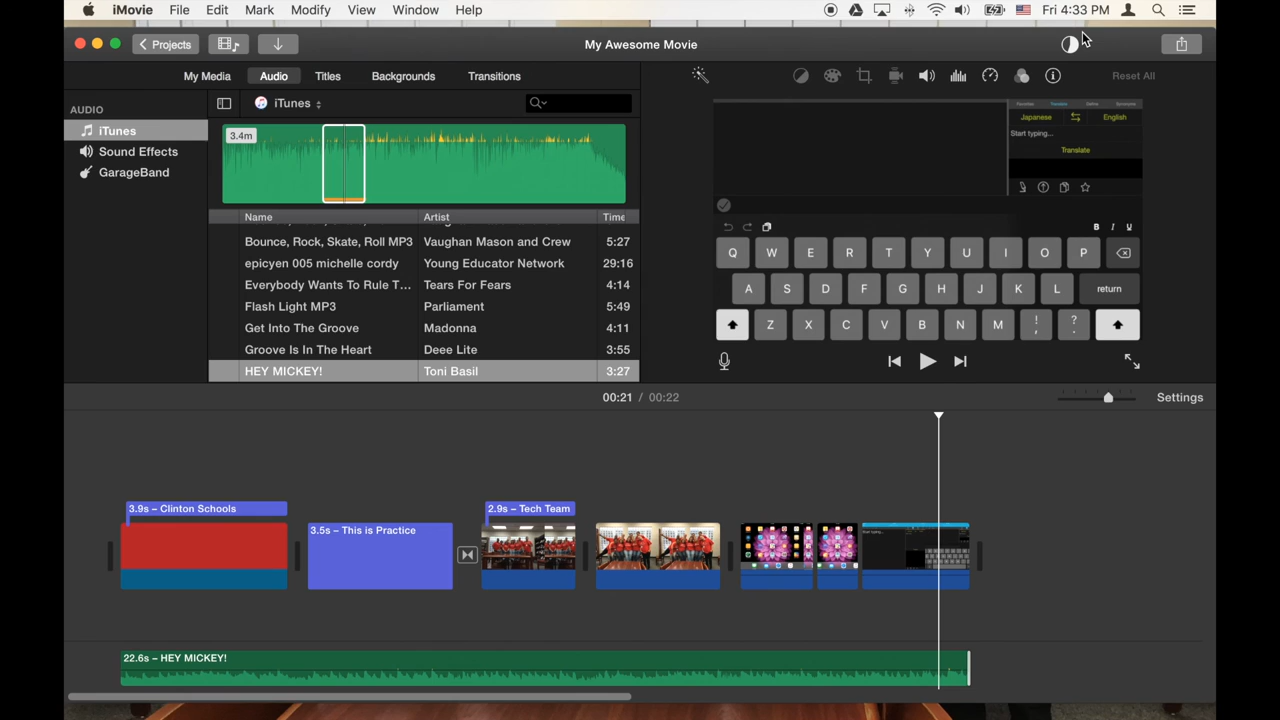 iMovie File Edit Mark Modify View Window Help Fri 4:33 PM
Projects My Awesome Movie
My Media Audio Titles Backgrounds Transitions Reset All
AUDIO
iTunes
Sound Effects
GarageBand
iTunes
3.4m
Name Artist Time
Bounce, Rock, Skate, Roll MP3 Vaughan Mason and Crew 5:27
epicyen 005 michelle cordy Young Educator Network 29:16
Everybody Wants To Rule T... Tears For Fears 4:14
Flash Light MP3 Parliament 5:49
Get Into The Groove Madonna 4:11
Groove Is In The Heart Deee Lite 3:55
HEY MICKEY! Toni Basil 3:27
Favorites Translate Define Synonyms
Japanese English
Start typing...
Translate
B I U
Q W E R T Y U I O P
A S D F G H J K L return
Z X C V B N M ! , ? .
00:21 / 00:22 Settings
3.9s – Clinton Schools
3.5s – This is Practice
2.9s – Tech Team
Start typing...
22.6s – HEY MICKEY!